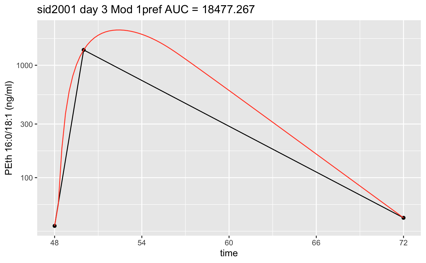 sid2001 day 3 Mod 1pref AUC = 18477.267
PEth 16:0/18:1 (ng/ml)
1000
300
100
48
54
60
66
72
time